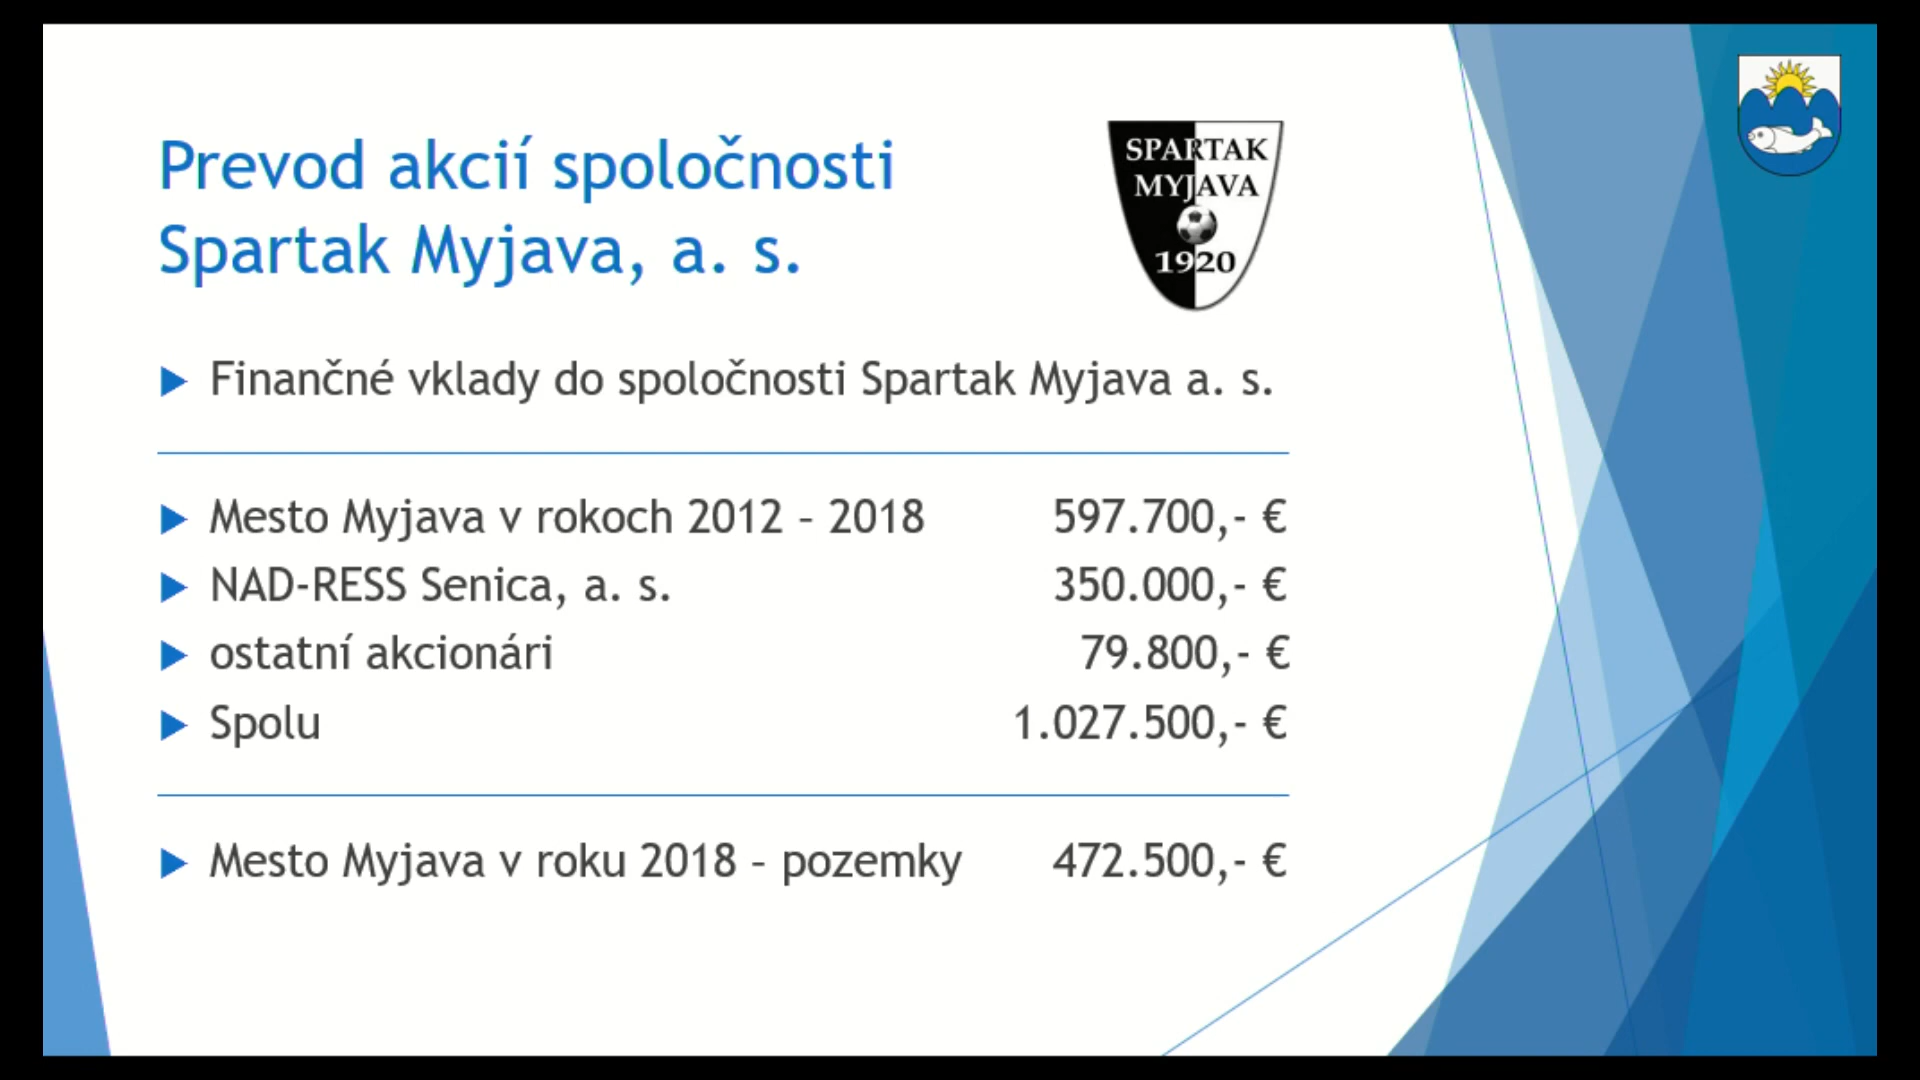 Prevod akcií spoločnosti
Spartak Myjava, a. s.
SPARTAK
MYJAVA
1920
Finančné vklady do spoločnosti Spartak Myjava a. s.
Mesto Myjava v rokoch 2012 – 2018 597.700,- €
NAD-RESS Senica, a. s. 350.000,- €
ostatní akcionári 79.800,- €
Spolu 1.027.500,- €
Mesto Myjava v roku 2018 – pozemky 472.500,- €